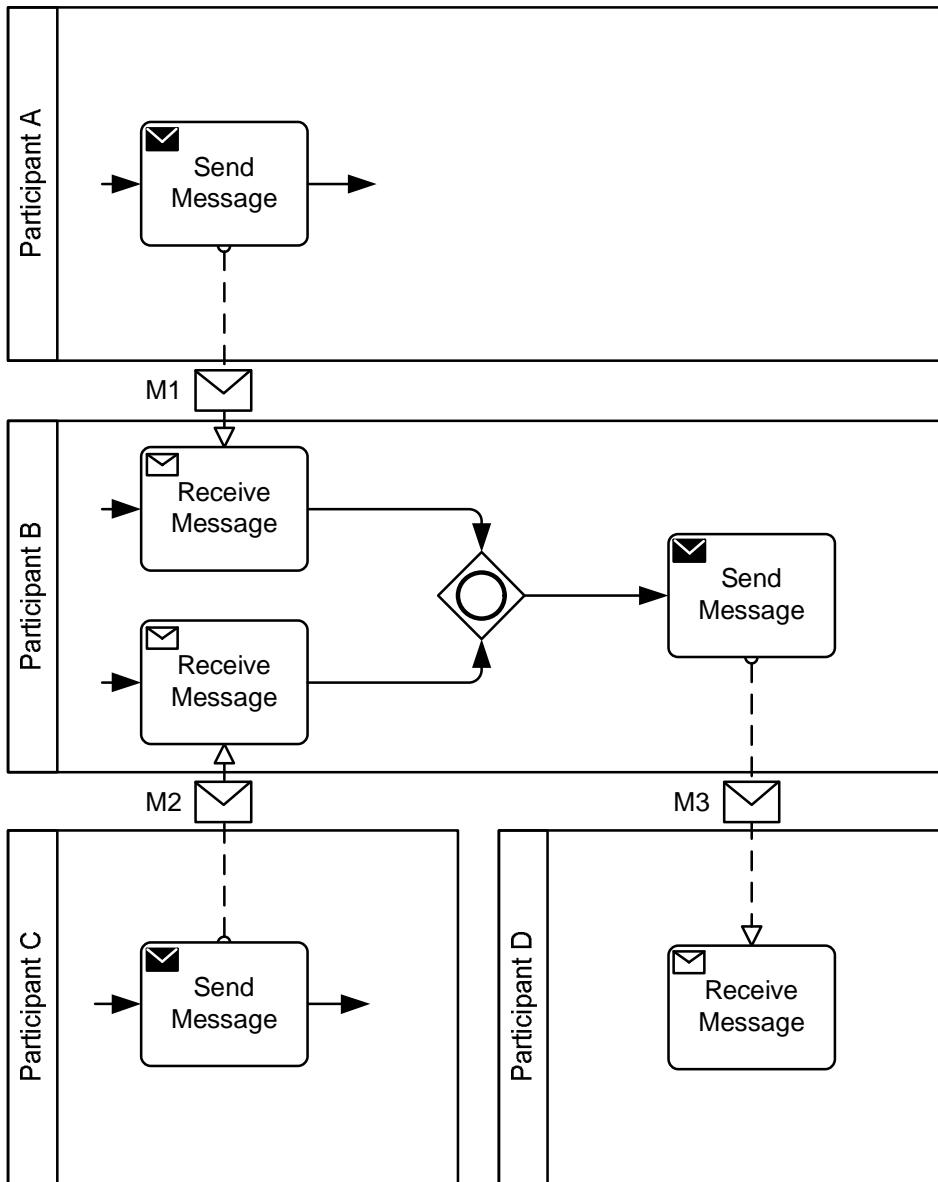 Participant A
Send
Message
M1
Participant B
Receive
Message
Receive
Message
Send
Message
M2
M3
Participant C
Send
Message
Participant D
Receive
Message